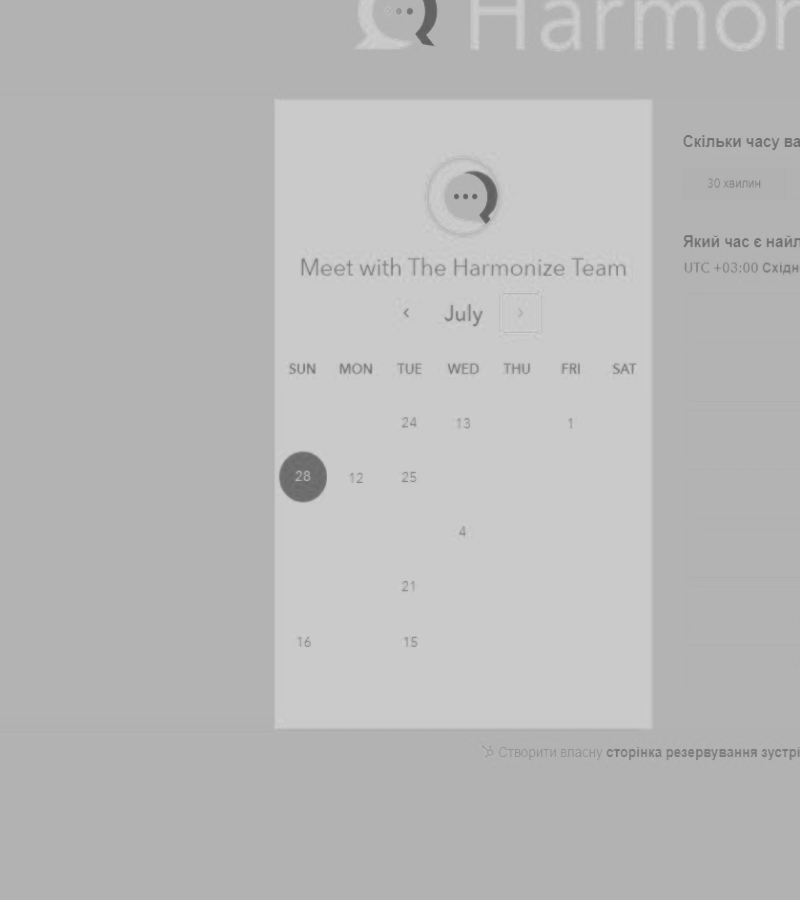 Harmon
Скільки часу ва
30 хвилин
Meet with The Harmonize Team
Який час є найл
UTC +03:00 Східн
‹ July ›
SUN MON TUE WED THU FRI SAT
24 13 1
28 12 25
4
21
16 15
Створити власну сторінка резервування зустрі